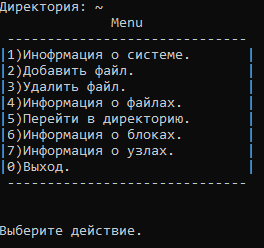 Директория: ~
Menu
------------------------------
|1)Инофрмация о системе. |
|2)Добавить файл. |
|3)Удалить файл. |
|4)Информация о файлах. |
|5)Перейти в директорию. |
|6)Информация о блоках. |
|7)Информация о узлах. |
|0)Выход. |
------------------------------
Выберите действие.